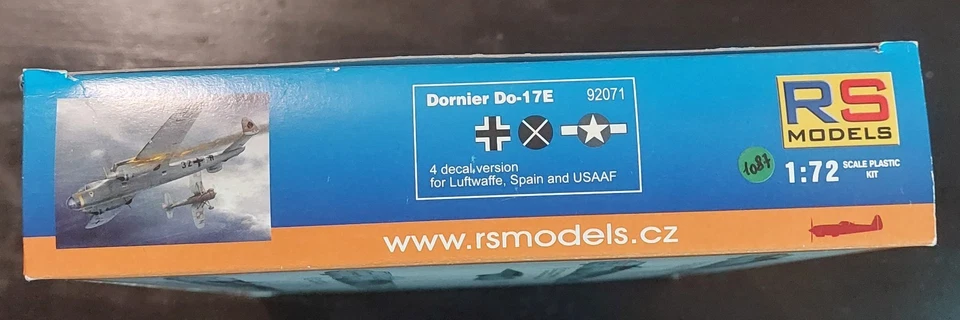 Dornier Do-17E 92071
4 decal version
for Luftwaffe, Spain and USAAF
RS
MODELS
1087
1:72 SCALE PLASTIC
KIT
www.rsmodels.cz